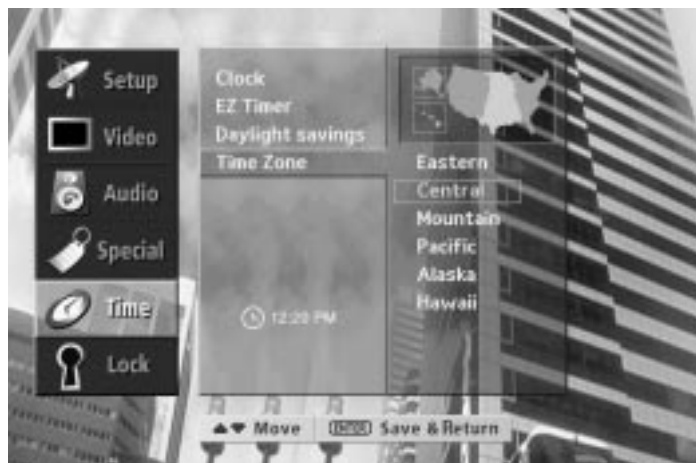 Setup
Video
Audio
Special
Time
Lock
Clock
EZ Timer
Daylight savings
Time Zone
12:20 PM
Eastern
Central
Mountain
Pacific
Alaska
Hawaii
▲▼ Move ENTER Save & Return